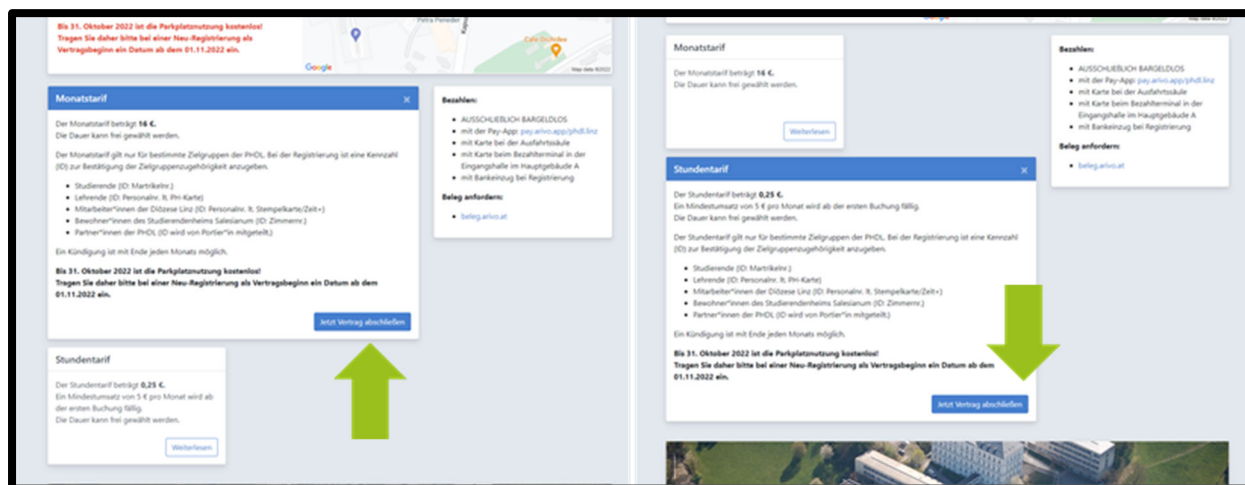 Bis 31. Oktober 2022 ist die Parkplatznutzung kostenlos!
Tragen Sie daher bitte bei einer Neu-Registrierung als
Vertragsbeginn ein Datum ab dem 01.11.2022 ein.
Petra Peneder
Cafe Orchidee
Google
Map data ©2022
Monatstarif
×
Der Monatstarif beträgt 16 €.
Die Dauer kann frei gewählt werden.
Der Monatstarif gilt nur für bestimmte Zielgruppen der PHDL. Bei der Registrierung ist eine Kennzahl
(ID) zur Bestätigung der Zielgruppenzugehörigkeit anzugeben.
• Studierende (ID: Martrikelnr.)
• Lehrende (ID: Personalnr. lt. PH-Karte)
• Mitarbeiter*innen der Diözese Linz (ID: Personalnr. lt. Stempelkarte/Zeit+)
• Bewohner*innen des Studierendenheims Salesianum (ID: Zimmernr.)
• Partner*innen der PHDL (ID wird von Portier*in mitgeteilt.)
Ein Kündigung ist mit Ende jeden Monats möglich.
Bis 31. Oktober 2022 ist die Parkplatznutzung kostenlos!
Tragen Sie daher bitte bei einer Neu-Registrierung als Vertragsbeginn ein Datum ab dem
01.11.2022 ein.
Jetzt Vertrag abschließen
Stundentarif
Der Stundentarif beträgt 0,25 €.
Ein Mindestumsatz von 5 € pro Monat wird ab
der ersten Buchung fällig.
Die Dauer kann frei gewählt werden.
Weiterlesen
Bezahlen:
• AUSSCHLIEßLICH BARGELDLOS
• mit der Pay-App: pay.arivo.app/phdl.linz
• mit Karte bei der Ausfahrtssäule
• mit Karte beim Bezahlterminal in der
Eingangshalle im Hauptgebäude A
• mit Bankeinzug bei Registrierung
Beleg anfordern:
• beleg.arivo.at
Google
Map data ©2022
Monatstarif
Der Monatstarif beträgt 16 €.
Die Dauer kann frei gewählt werden.
Weiterlesen
Stundentarif
×
Der Stundentarif beträgt 0,25 €.
Ein Mindestumsatz von 5 € pro Monat wird ab der ersten Buchung fällig.
Die Dauer kann frei gewählt werden.
Der Stundentarif gilt nur für bestimmte Zielgruppen der PHDL. Bei der Registrierung ist eine Kennzahl
(ID) zur Bestätigung der Zielgruppenzugehörigkeit anzugeben.
• Studierende (ID: Martrikelnr.)
• Lehrende (ID: Personalnr. lt. PH-Karte)
• Mitarbeiter*innen der Diözese Linz (ID: Personalnr. lt. Stempelkarte/Zeit+)
• Bewohner*innen des Studierendenheims Salesianum (ID: Zimmernr.)
• Partner*innen der PHDL (ID wird von Portier*in mitgeteilt.)
Ein Kündigung ist mit Ende jeden Monats möglich.
Bis 31. Oktober 2022 ist die Parkplatznutzung kostenlos!
Tragen Sie daher bitte bei einer Neu-Registrierung als Vertragsbeginn ein Datum ab dem
01.11.2022 ein.
Jetzt Vertrag abschließen
Bezahlen:
• AUSSCHLIEßLICH BARGELDLOS
• mit der Pay-App: pay.arivo.app/phdl.linz
• mit Karte bei der Ausfahrtssäule
• mit Karte beim Bezahlterminal in der
Eingangshalle im Hauptgebäude A
• mit Bankeinzug bei Registrierung
Beleg anfordern:
• beleg.arivo.at